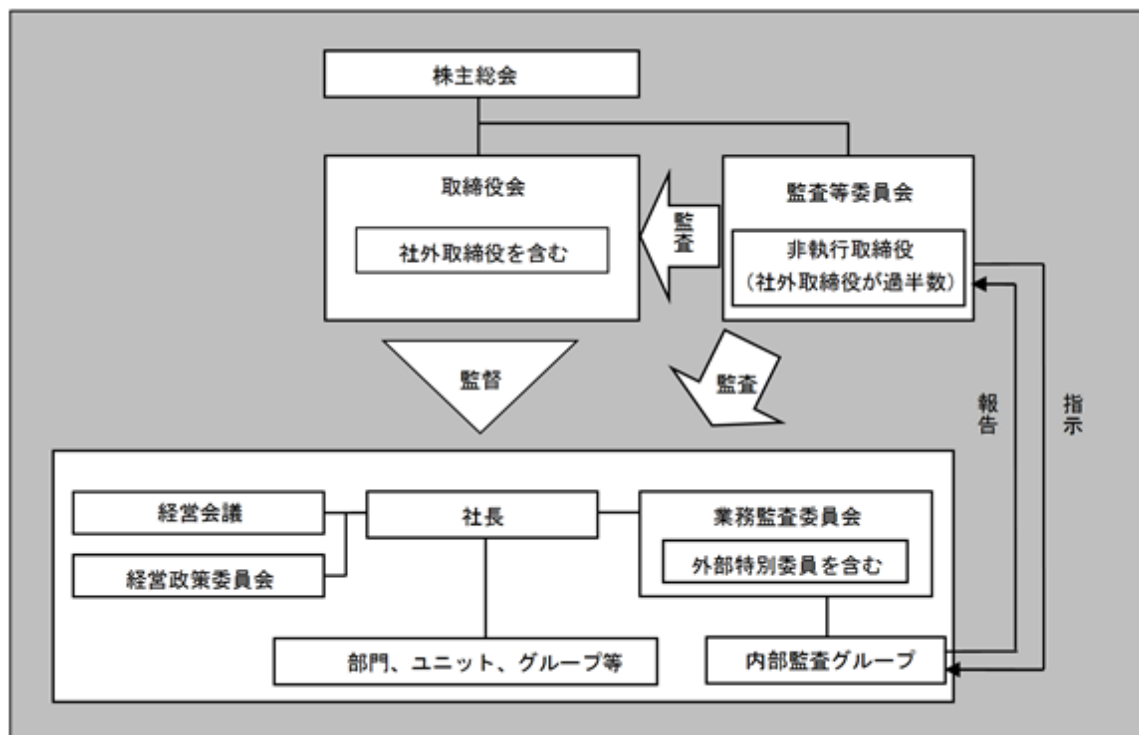 株主総会
取締役会
社外取締役を含む
監査
監査等委員会
非執行取締役
（社外取締役が過半数）
監督
監査
報告
指示
経営会議
経営政策委員会
社長
業務監査委員会
外部特別委員を含む
部門、ユニット、グループ等
内部監査グループ